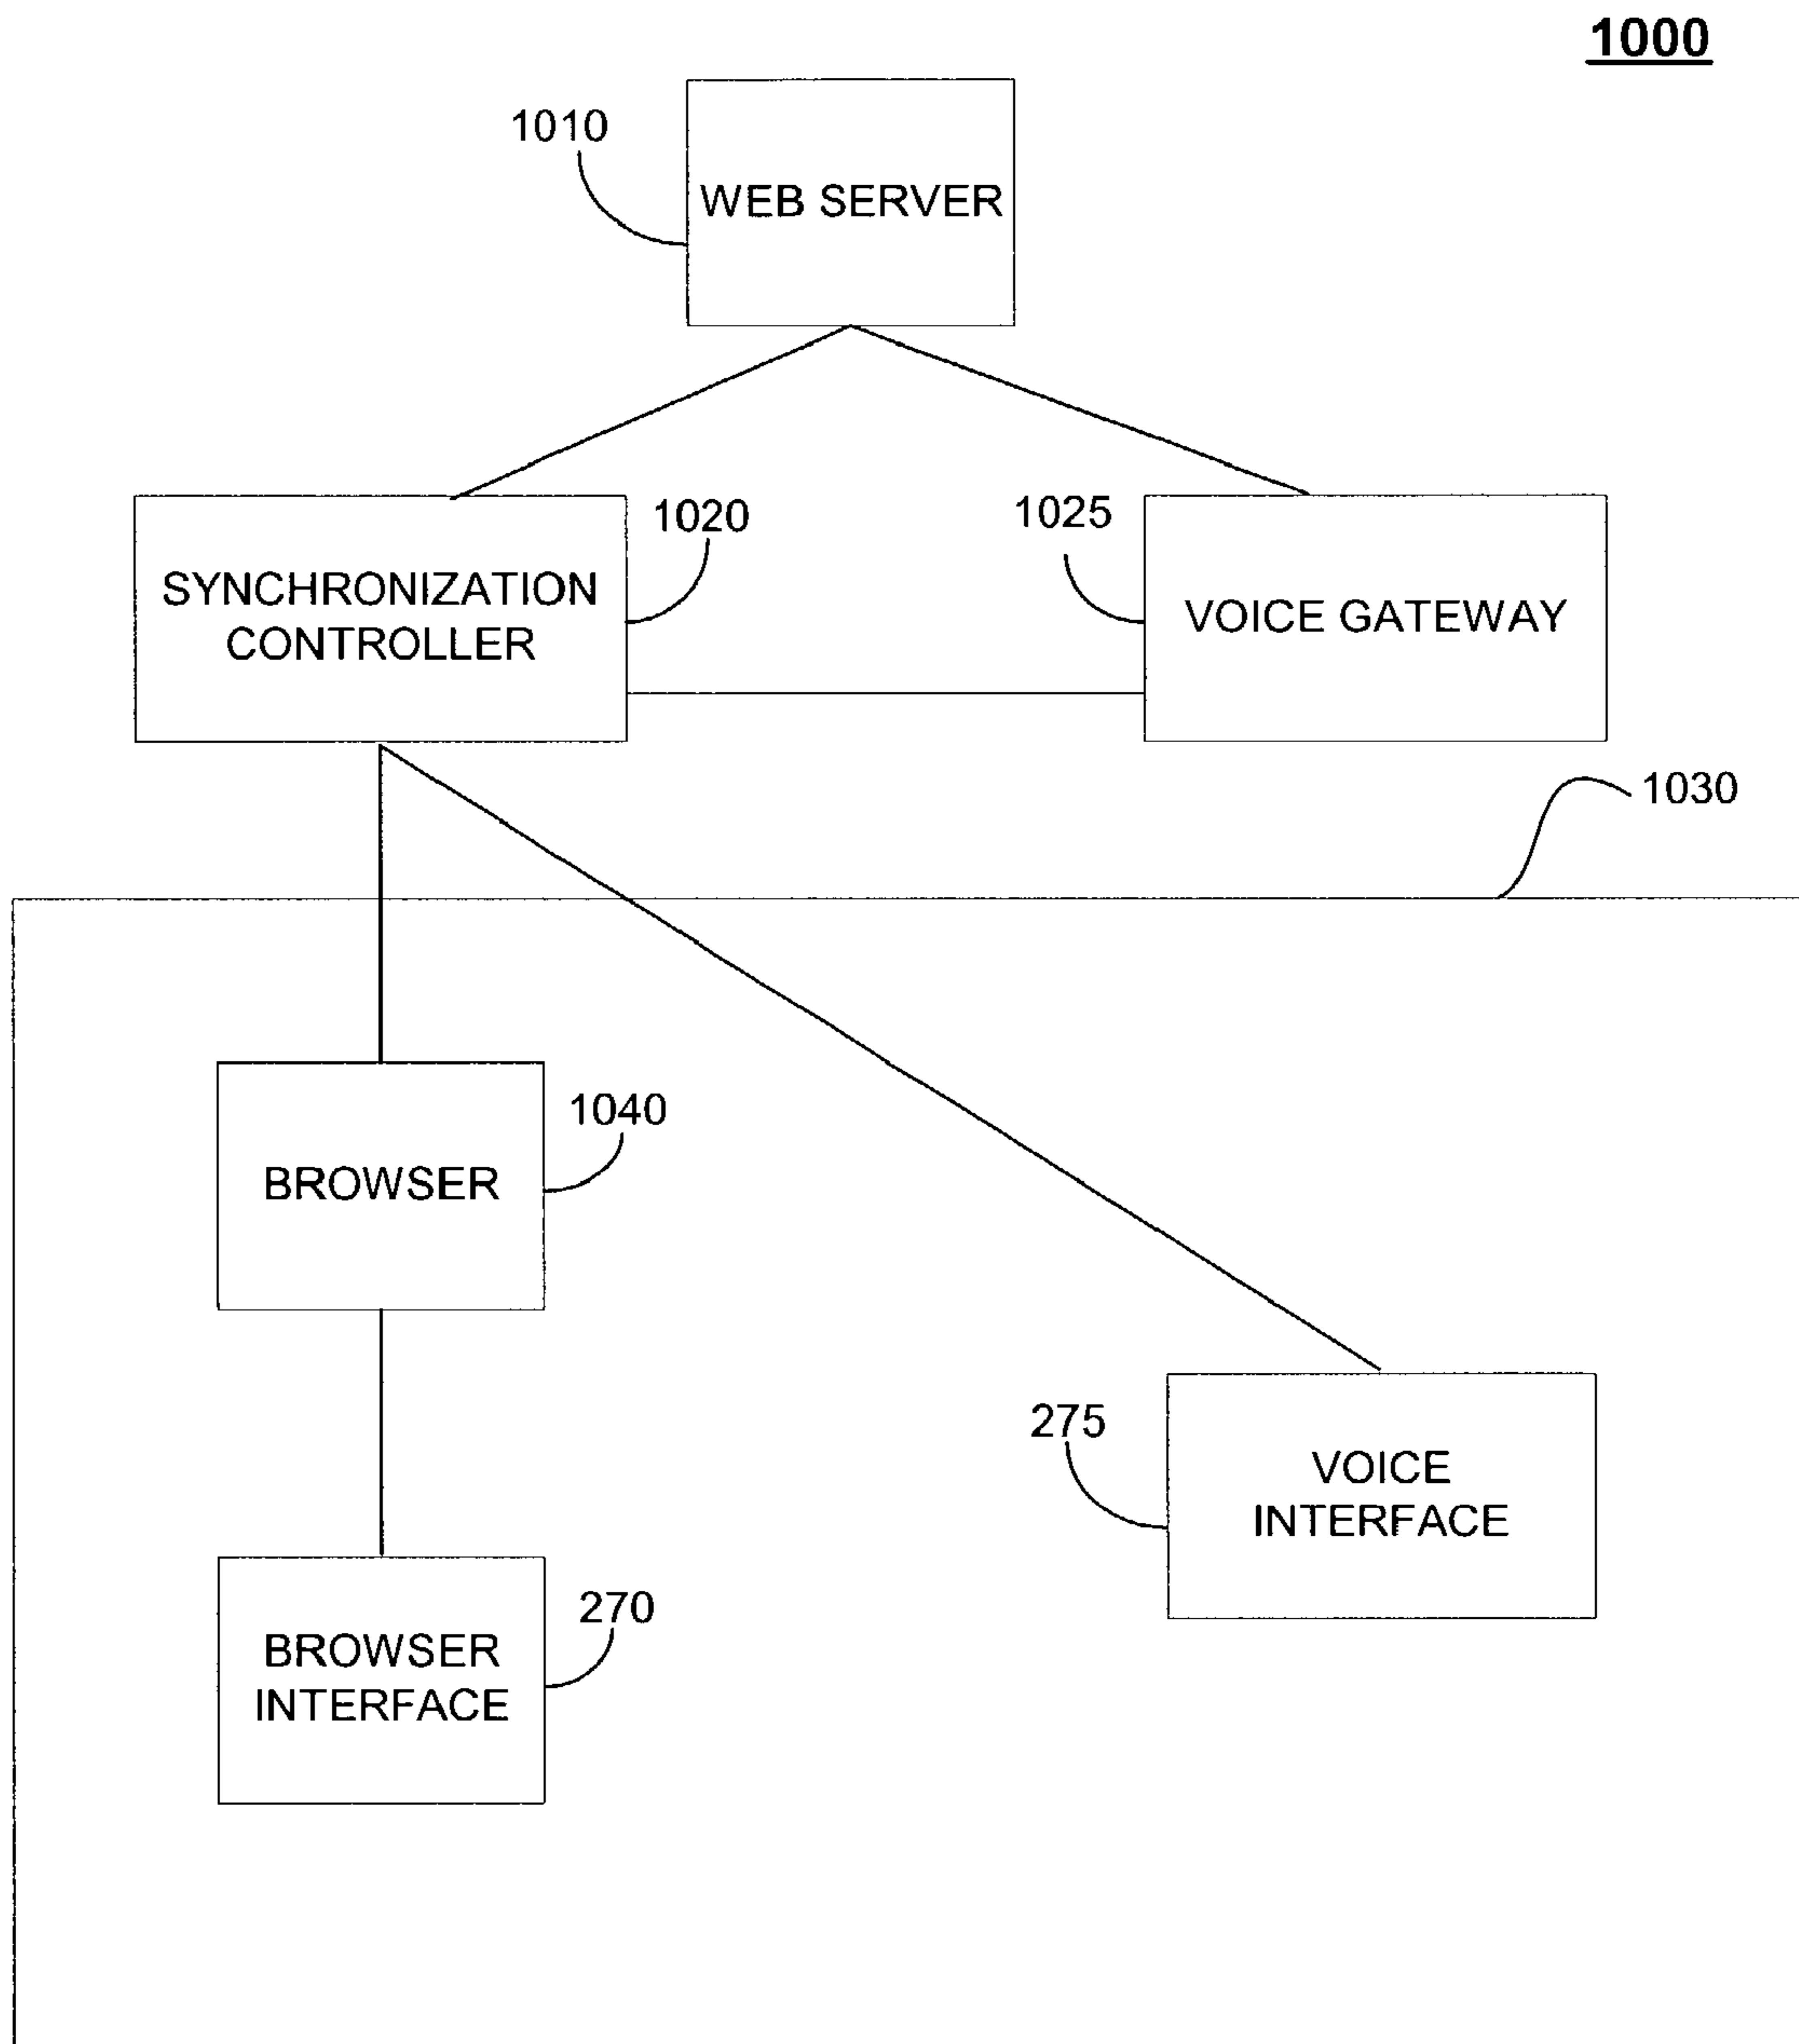 1000
1010
WEB SERVER
1020
1025
SYNCHRONIZATION
CONTROLLER
VOICE GATEWAY
1030
1040
BROWSER
275
VOICE
INTERFACE
270
BROWSER
INTERFACE